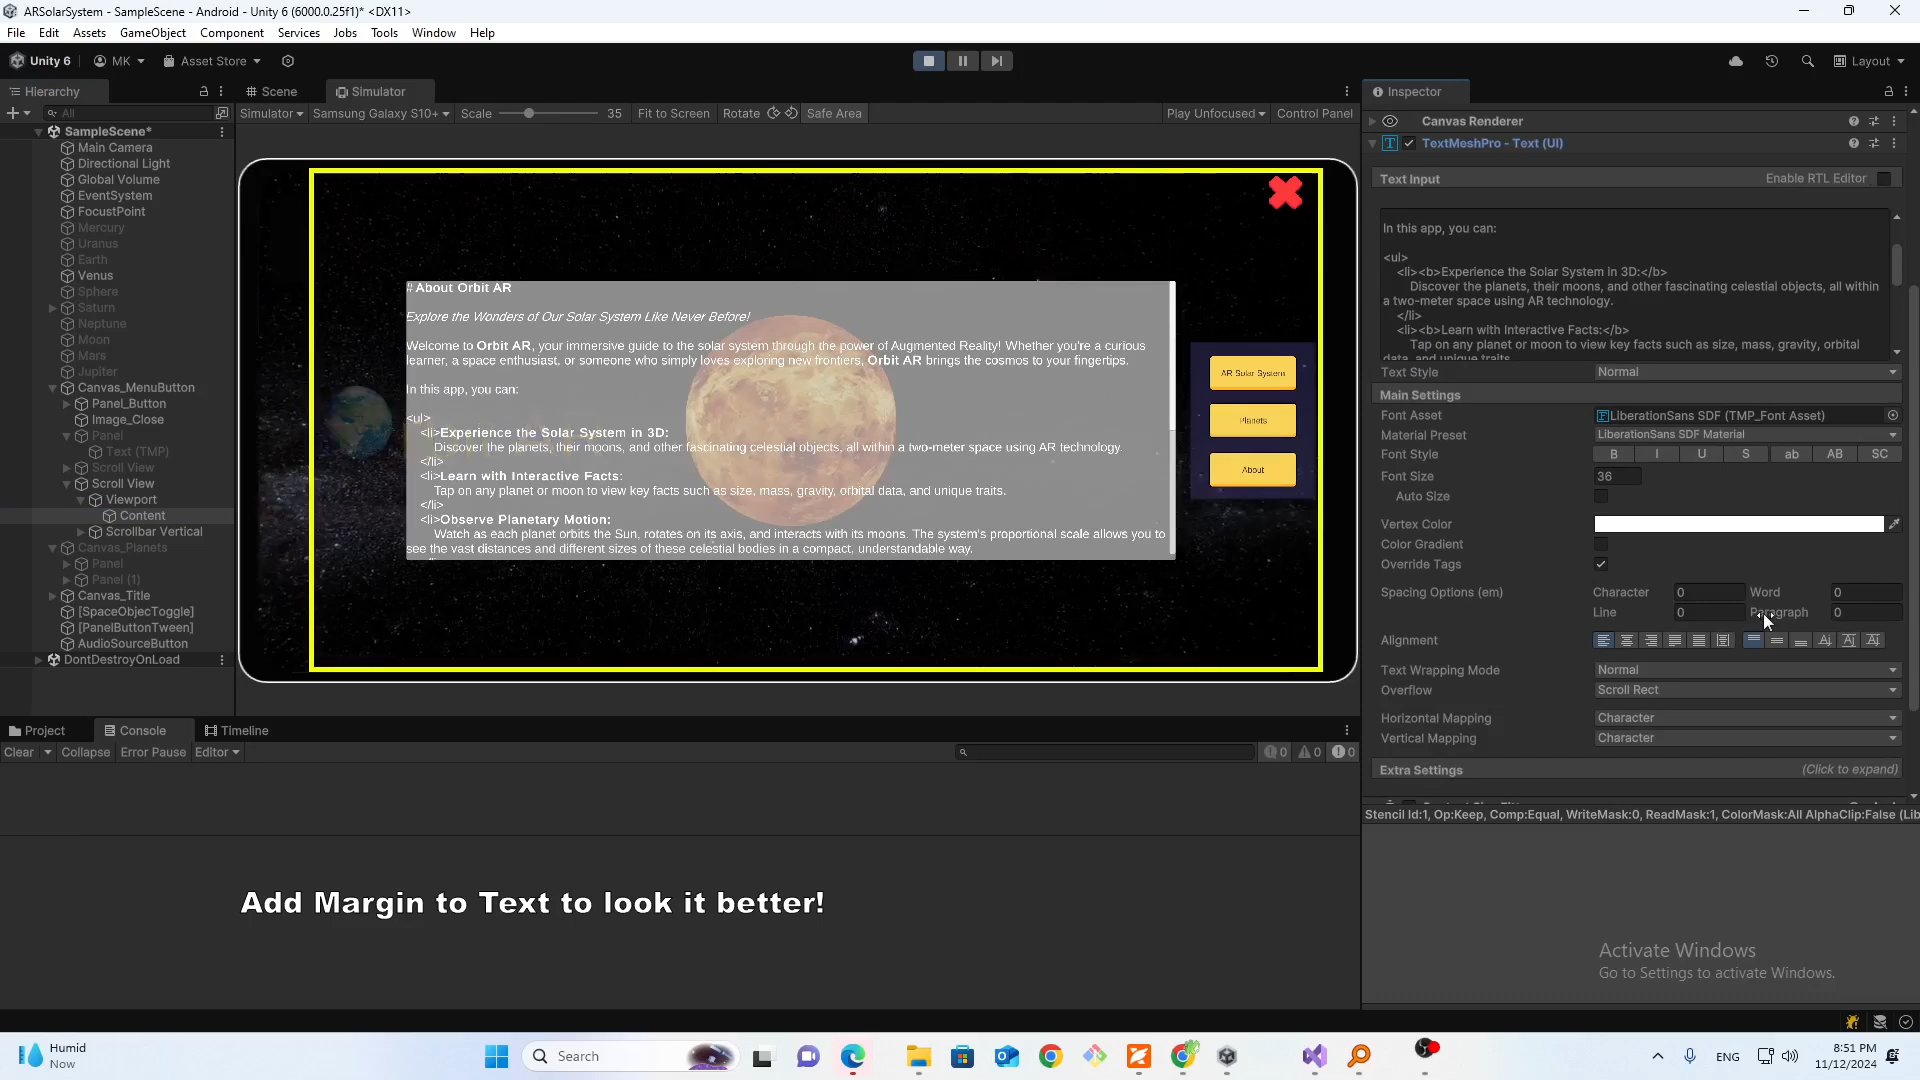 ARSolarSystem - SampleScene - Android - Unity 6 (6000.0.25f1)* <DX11>
File Edit Assets GameObject Component Services Jobs Tools Window Help
Unity 6 MK Asset Store Layout
Hierarchy Scene Simulator Inspector
All Simulator Samsung Galaxy S10+ Scale 35 Fit to Screen Rotate Safe Area Play Unfocused Control Panel
SampleScene*
Main Camera
Directional Light
Global Volume
EventSystem
FocusPoint
Mercury
Uranus
Earth
Venus
Sphere
Saturn
Neptune
Moon
Mars
Jupiter
Canvas_MenuButton
Panel_Button
Image_Close
Panel
Text (TMP)
Scroll View
Scroll View
Viewport
Content
Scrollbar Vertical
Canvas_Planets
Panel
Panel (1)
Canvas_Title
[SpaceObjecToggle]
[PanelButtonTween]
AudioSourceButton
DontDestroyOnLoad
# About Orbit AR
Explore the Wonders of Our Solar System Like Never Before!
Welcome to Orbit AR, your immersive guide to the solar system through the power of Augmented Reality! Whether you're a curious
learner, a space enthusiast, or someone who simply loves exploring new frontiers, Orbit AR brings the cosmos to your fingertips.
In this app, you can:
<ul>
<li>Experience the Solar System in 3D:
Discover the planets, their moons, and other fascinating celestial objects, all within a two-meter space using AR technology.
</li>
<li>Learn with Interactive Facts:
Tap on any planet or moon to view key facts such as size, mass, gravity, orbital data, and unique traits.
</li>
<li>Observe Planetary Motion:
Watch as each planet orbits the Sun, rotates on its axis, and interacts with its moons. The system's proportional scale allows you to
see the vast distances and different sizes of these celestial bodies in a compact, understandable way.
AR Solar System
Planets
About
Canvas Renderer
TextMeshPro - Text (UI)
Text Input Enable RTL Editor
In this app, you can:
<ul>
<li><b>Experience the Solar System in 3D:</b>
Discover the planets, their moons, and other fascinating celestial objects, all within
a two-meter space using AR technology.
</li>
<li><b>Learn with Interactive Facts:</b>
Tap on any planet or moon to view key facts such as size, mass, gravity, orbital
data, and unique traits.
Text Style Normal
Main Settings
Font Asset LiberationSans SDF (TMP_Font Asset)
Material Preset LiberationSans SDF Material
Font Style B I U S ab AB SC
Font Size 36
Auto Size
Vertex Color
Color Gradient
Override Tags
Spacing Options (em) Character 0 Word 0
Line 0 Paragraph 0
Alignment
Text Wrapping Mode Normal
Overflow Scroll Rect
Horizontal Mapping Character
Vertical Mapping Character
Extra Settings (Click to expand)
Stencil Id:1, Op:Keep, Comp:Equal, WriteMask:0, ReadMask:1, ColorMask:All AlphaClip:False (Lib
Project Console Timeline
Clear Collapse Error Pause Editor 0 0 0
Add Margin to Text to look it better!
Activate Windows
Go to Settings to activate Windows.
Humid
Now
Search
ENG
8:51 PM
11/12/2024